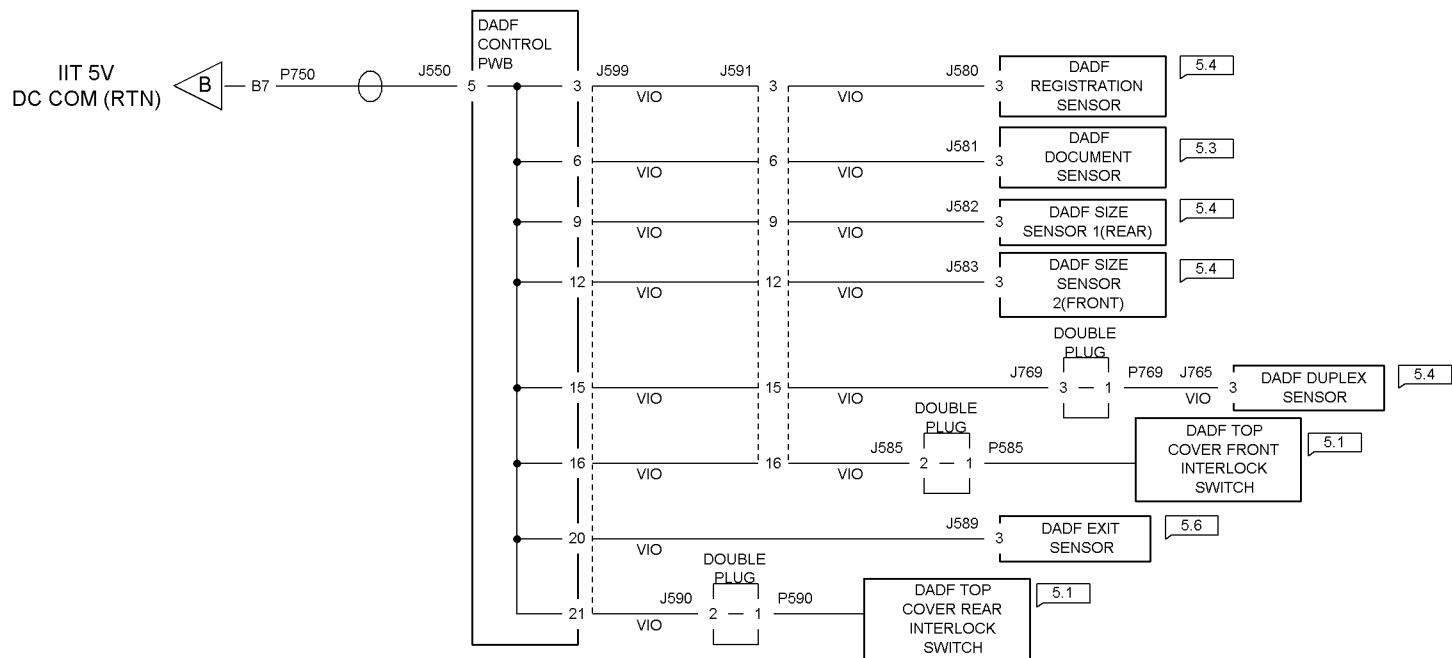 DADF
CONTROL
PWB
IIT 5V
DC COM (RTN)
B
B7
P750
J550
5
3
J599
VIO
J591
3
VIO
J580
3
DADF
REGISTRATION
SENSOR
5.4
6
VIO
6
VIO
J581
3
DADF
DOCUMENT
SENSOR
5.3
9
VIO
9
VIO
J582
3
DADF SIZE
SENSOR 1(REAR)
5.4
12
VIO
12
VIO
J583
3
DADF SIZE
SENSOR
2(FRONT)
5.4
15
VIO
15
VIO
J769
DOUBLE
PLUG
3
1
P769
J765
VIO
3
DADF DUPLEX
SENSOR
5.4
16
VIO
16
VIO
J585
DOUBLE
PLUG
2
1
P585
DADF TOP
COVER FRONT
INTERLOCK
SWITCH
5.1
20
VIO
J589
3
DADF EXIT
SENSOR
5.6
21
VIO
J590
DOUBLE
PLUG
2
1
P590
DADF TOP
COVER REAR
INTERLOCK
SWITCH
5.1